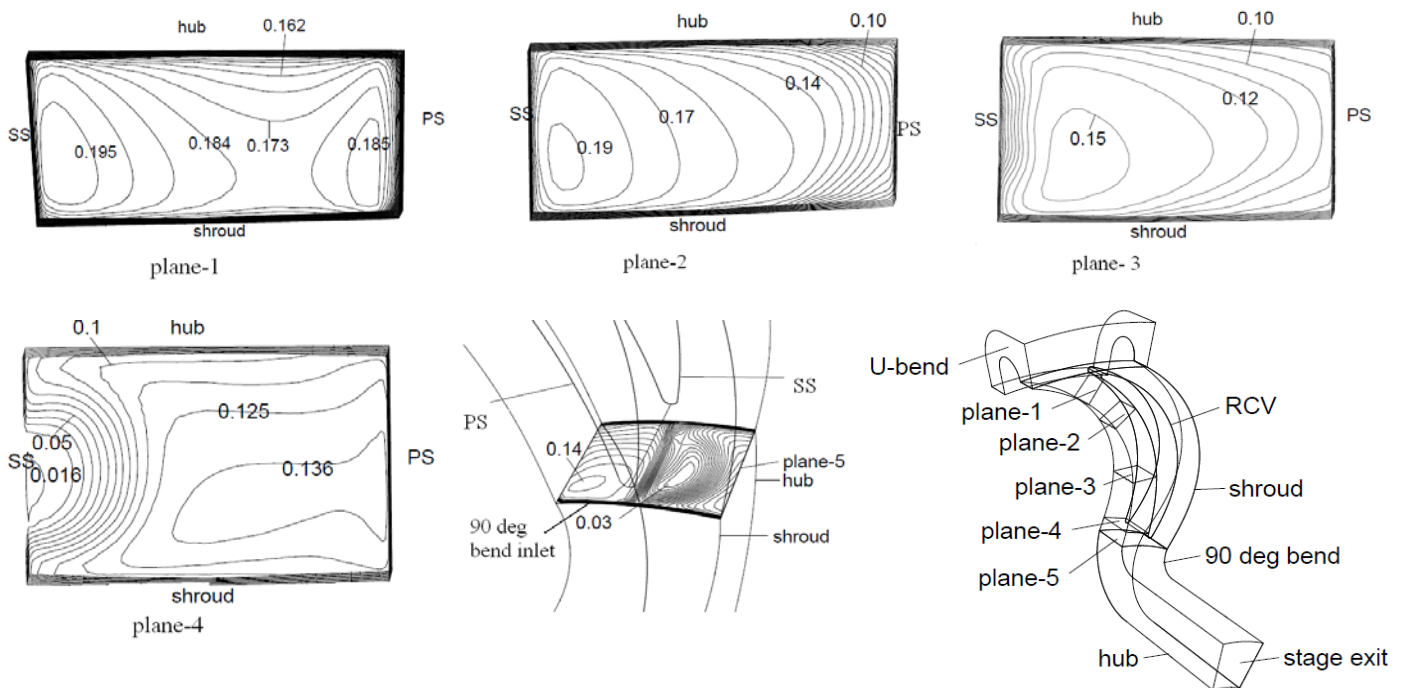 hub
0.162
SS
0.195
0.184
0.173
0.185
PS
shroud
plane-1
hub
0.10
0.14
SS
0.17
0.19
PS
shroud
plane-2
hub
0.10
0.12
SS
0.15
PS
shroud
plane- 3
0.1
hub
0.125
0.05
SS
0.016
0.136
PS
shroud
plane-4
SS
PS
0.14
plane-5
hub
90 deg
bend inlet
0.03
shroud
U-bend
plane-1
RCV
plane-2
plane-3
shroud
plane-4
90 deg bend
plane-5
hub
stage exit